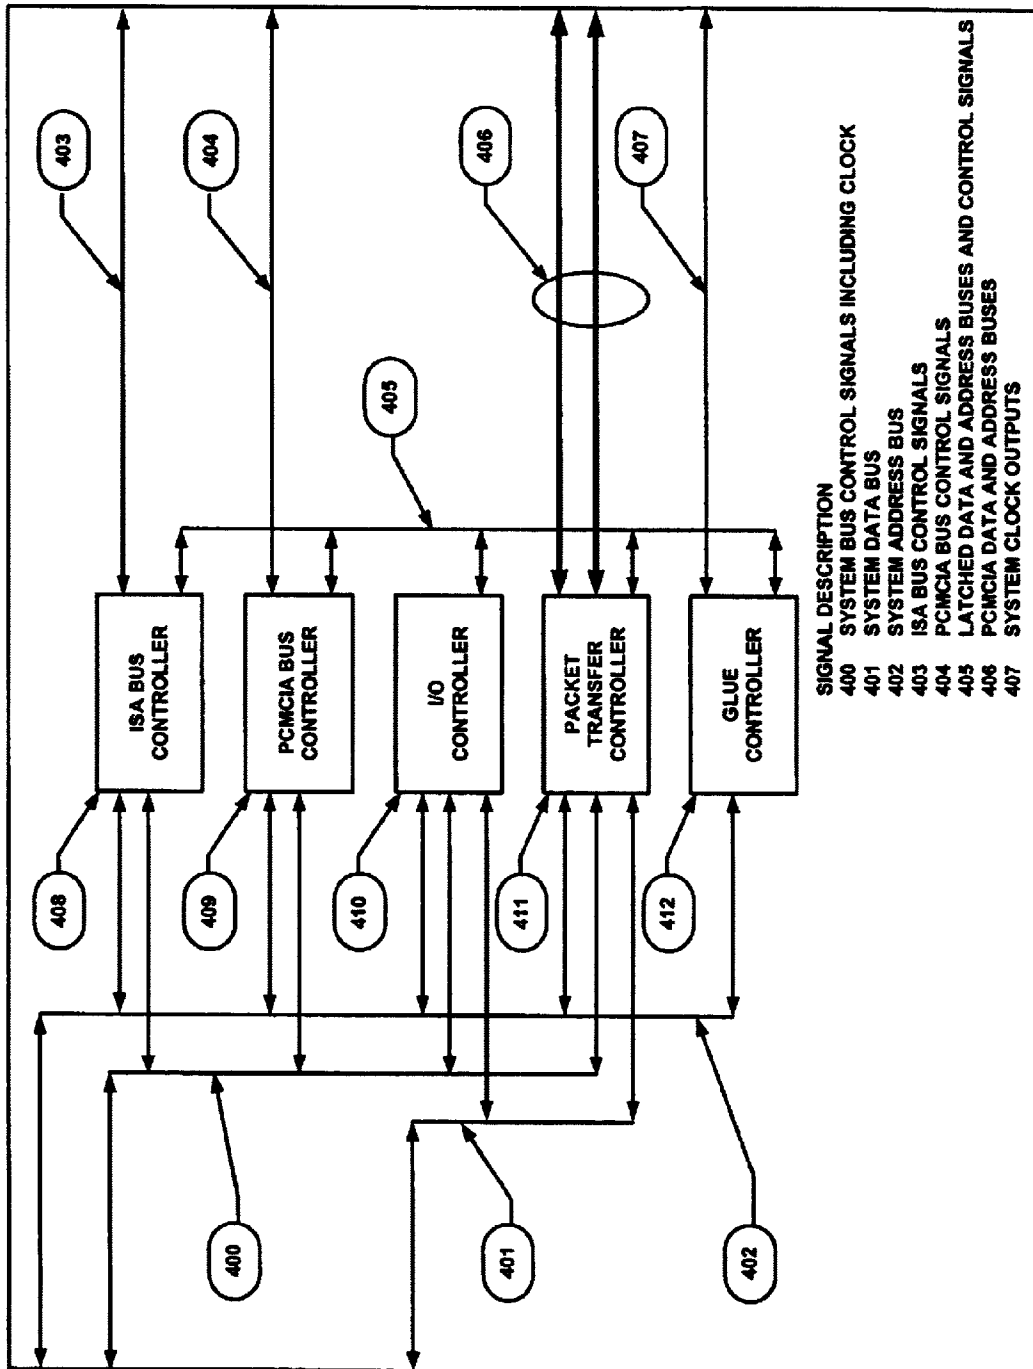 403
404
406
407
405
ISA BUS
CONTROLLER
PCMCIA BUS
CONTROLLER
I/O
CONTROLLER
PACKET
TRANSFER
CONTROLLER
GLUE
CONTROLLER
408
409
410
411
412
400
401
402
SIGNAL DESCRIPTION
400 SYSTEM BUS CONTROL SIGNALS INCLUDING CLOCK
401 SYSTEM DATA BUS
402 SYSTEM ADDRESS BUS
403 ISA BUS CONTROL SIGNALS
404 PCMCIA BUS CONTROL SIGNALS
405 LATCHED DATA AND ADDRESS BUSES AND CONTROL SIGNALS
406 PCMCIA DATA AND ADDRESS BUSES
407 SYSTEM CLOCK OUTPUTS